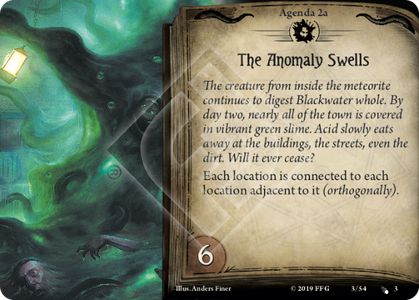 Agenda 2a
The Anomaly Swells
The creature from inside the meteorite
continues to digest Blackwater whole. By
day two, nearly all of the town is covered
in vibrant green slime. Acid slowly eats
away at the buildings, the streets, even the
dirt. Will it ever cease?
Each location is connected to each
location adjacent to it (orthogonally).
6
Illus. Anders Finer
© 2019 FFG
3/54
3